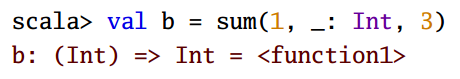 scala> val b = sum(1, _: Int, 3)
b: (Int) => Int = <function1>